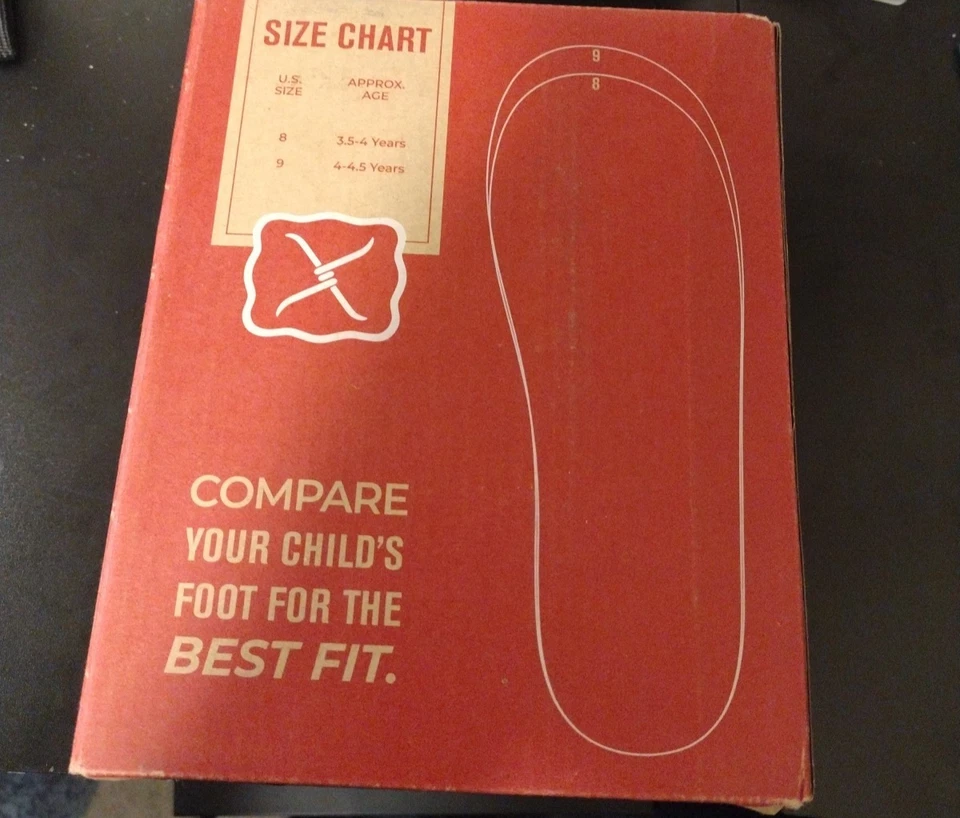 SIZE CHART
U.S. SIZE
APPROX. AGE
8 3.5-4 Years
9 4-4.5 Years
9
8
COMPARE
YOUR CHILD'S
FOOT FOR THE
BEST FIT.